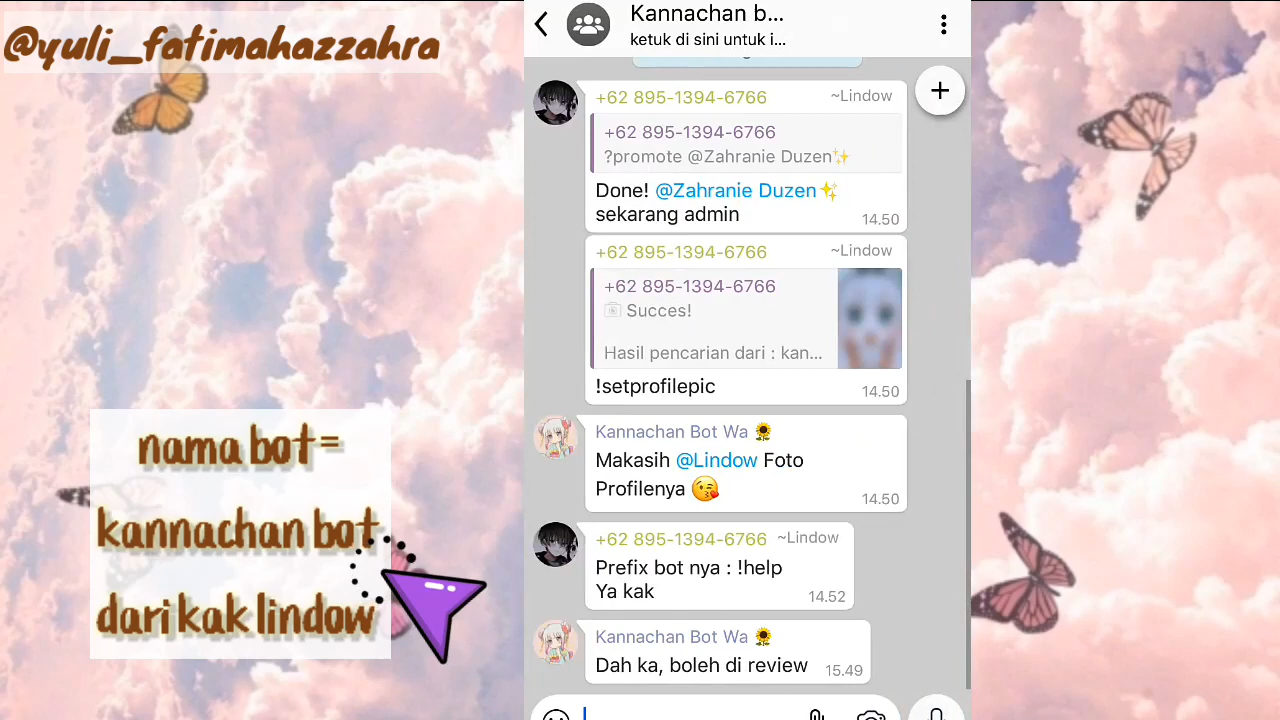 @yuli_fatimahazzahra
nama bot=
kannachan bot
dari kak lindow
Kannachan b...
ketuk di sini untuk i...
+62 895-1394-6766 ~Lindow
+62 895-1394-6766
?promote @Zahranie Duzen✨
Done! @Zahranie Duzen✨
sekarang admin
14.50
+62 895-1394-6766 ~Lindow
+62 895-1394-6766
📷 Succes!
Hasil pencarian dari : kan...
!setprofilepic
14.50
Kannachan Bot Wa 🌻
Makasih @Lindow Foto
Profilenya 😘
14.50
+62 895-1394-6766 ~Lindow
Prefix bot nya : !help
Ya kak
14.52
Kannachan Bot Wa 🌻
Dah ka, boleh di review 15.49